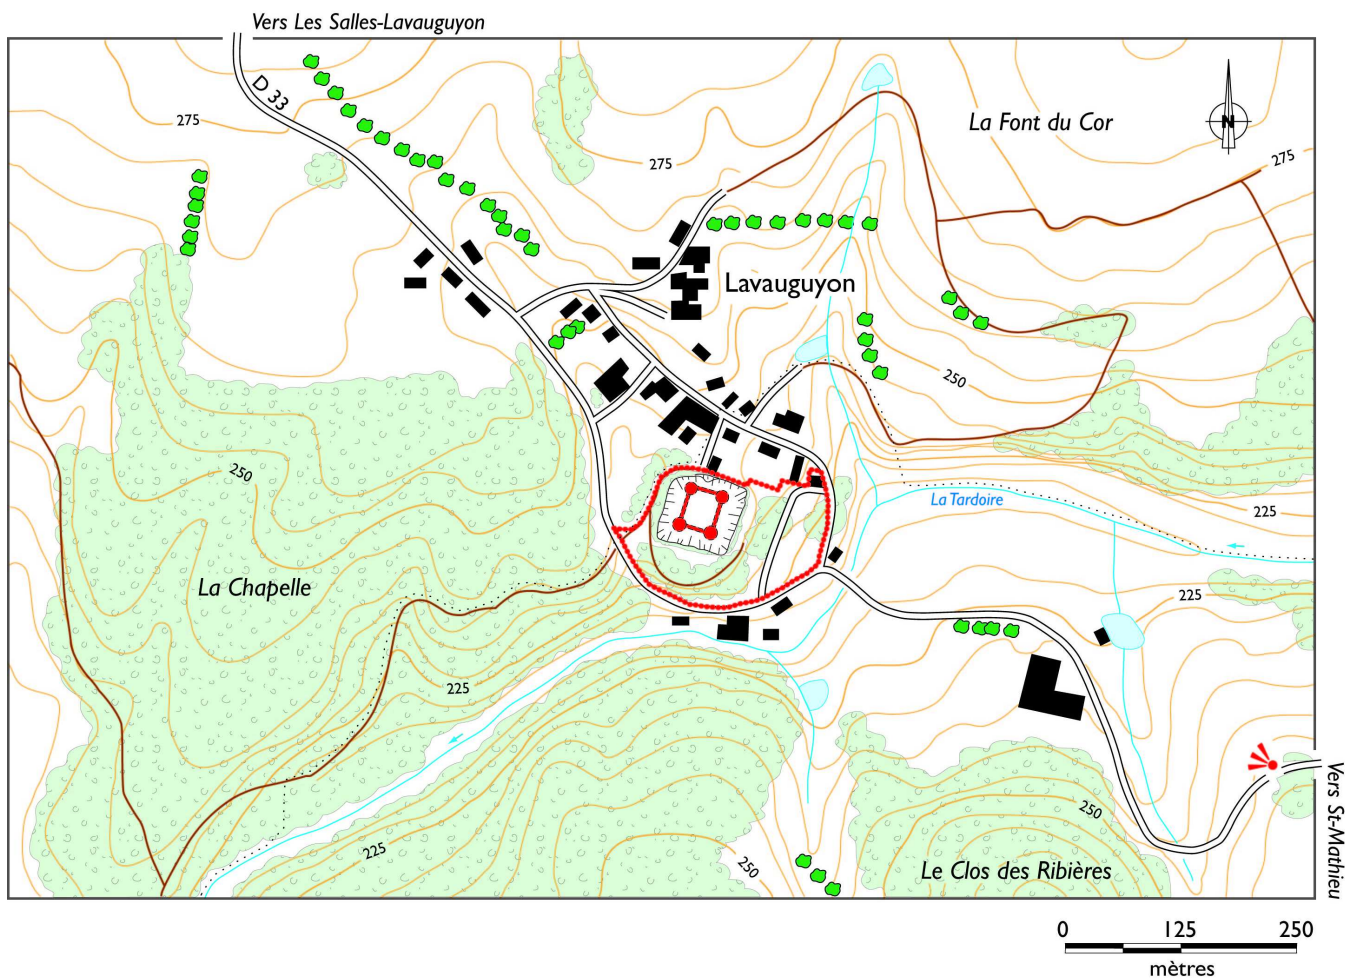 Vers Les Salles-Lavauguyon
D 33
275
La Font du Cor
N
275
275
Lavauguyon
250
250
La Tardoire
225
La Chapelle
225
225
Vers St-Mathieu
250
225
250
Le Clos des Ribières
0 125 250
mètres